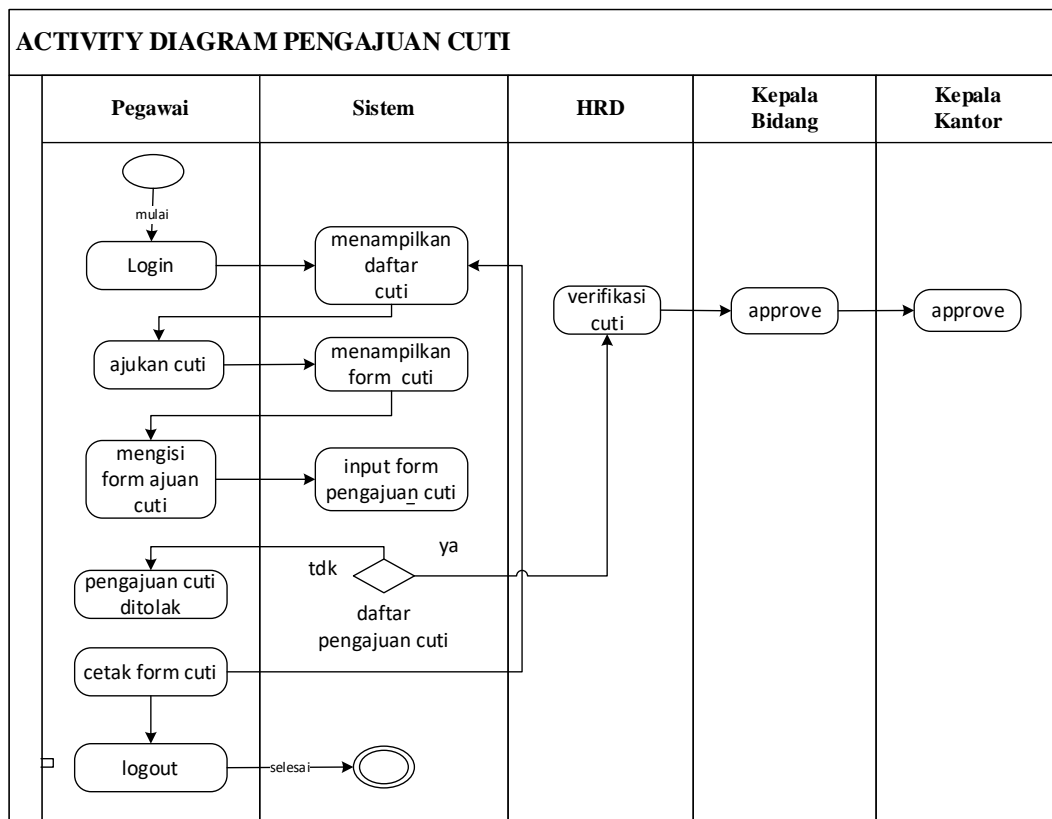 ACTIVITY DIAGRAM PENGAJUAN CUTI
Pegawai
Sistem
HRD
Kepala
Bidang
Kepala
Kantor
mulai
Login
menampilkan
daftar
cuti
verifikasi
cuti
approve
approve
ajukan cuti
menampilkan
form cuti
mengisi
form ajuan
cuti
input form
pengajuan cuti
ya
tdk
pengajuan cuti
ditolak
daftar
pengajuan cuti
cetak form cuti
logout
selesai